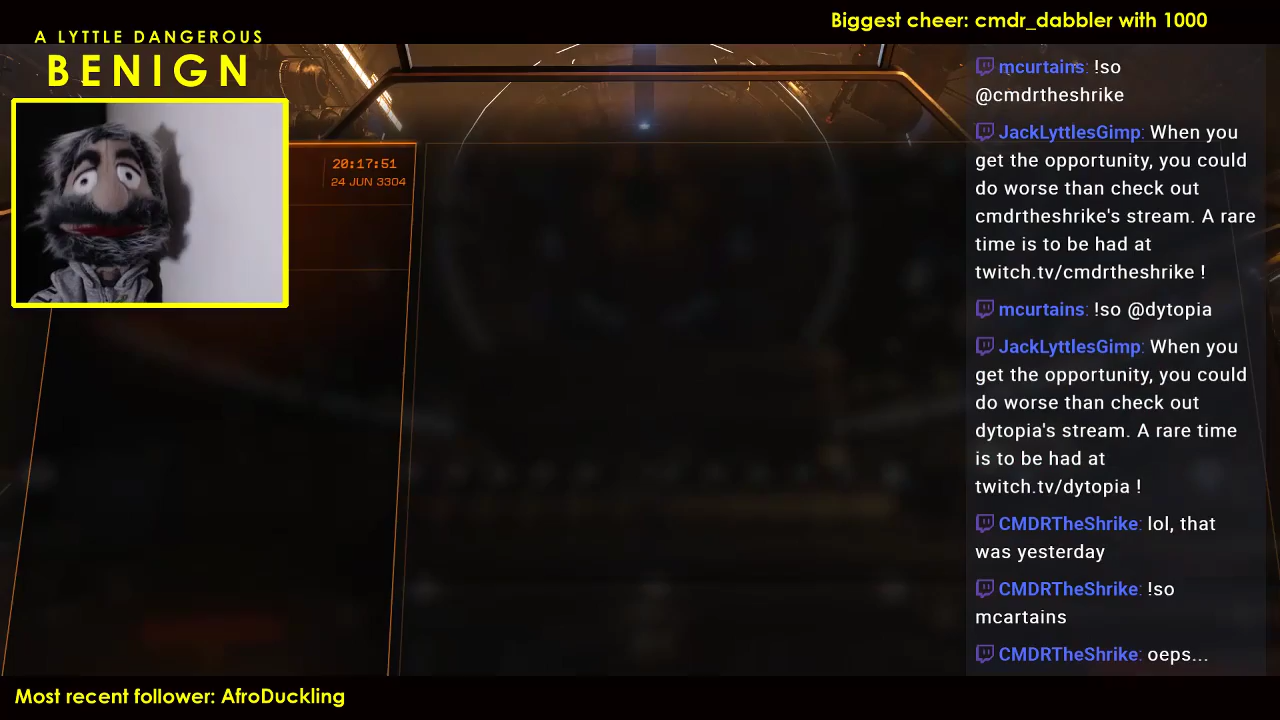 A LYTTLE DANGEROUS
BENIGN
Biggest cheer: cmdr_dabbler with 1000
20:17:51
24 JUN 3304
mcurtains: !so
@cmdrtheshrike
JackLyttlesGimp: When you
get the opportunity, you could
do worse than check out
cmdrtheshrike's stream. A rare
time is to be had at
twitch.tv/cmdrtheshrike !
mcurtains: !so @dytopia
JackLyttlesGimp: When you
get the opportunity, you could
do worse than check out
dytopia's stream. A rare time
is to be had at
twitch.tv/dytopia !
CMDRTheShrike: lol, that
was yesterday
CMDRTheShrike: !so
mcartains
CMDRTheShrike: oeps...
Most recent follower: AfroDuckling